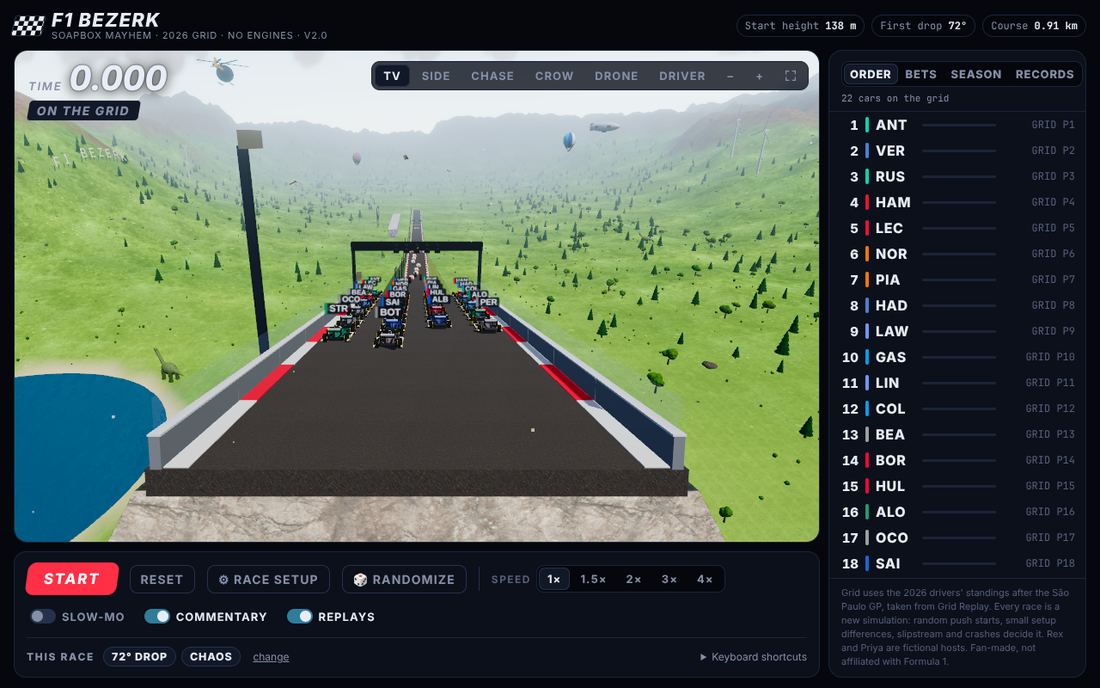 F1 BEZERK
SOAPBOX MAYHEM · 2026 GRID · NO ENGINES · V2.0
Start height 138 m
First drop 72°
Course 0.91 km
TIME 0.000
ON THE GRID
TV SIDE CHASE CROW DRONE DRIVER − +
F1 BEZERK
BEA
OCO
STR
BOR
SAI
BOT
HUL
ALB
ALO
PER
START
RESET
⚙ RACE SETUP
🎲 RANDOMIZE
SPEED 1× 1.5× 2× 3× 4×
SLOW-MO COMMENTARY REPLAYS
THIS RACE 72° DROP CHAOS change
▶ Keyboard shortcuts
ORDER BETS SEASON RECORDS
22 cars on the grid
1 ANT GRID P1
2 VER GRID P2
3 RUS GRID P3
4 HAM GRID P4
5 LEC GRID P5
6 NOR GRID P6
7 PIA GRID P7
8 HAD GRID P8
9 LAW GRID P9
10 GAS GRID P10
11 LIN GRID P11
12 COL GRID P12
13 BEA GRID P13
14 BOR GRID P14
15 HUL GRID P15
16 ALO GRID P16
17 OCO GRID P17
18 SAI GRID P18
Grid uses the 2026 drivers' standings after the São
Paulo GP, taken from Grid Replay. Every race is a
new simulation: random push starts, small setup
differences, slipstream and crashes decide it. Rex
and Priya are fictional hosts. Fan-made, not
affiliated with Formula 1.